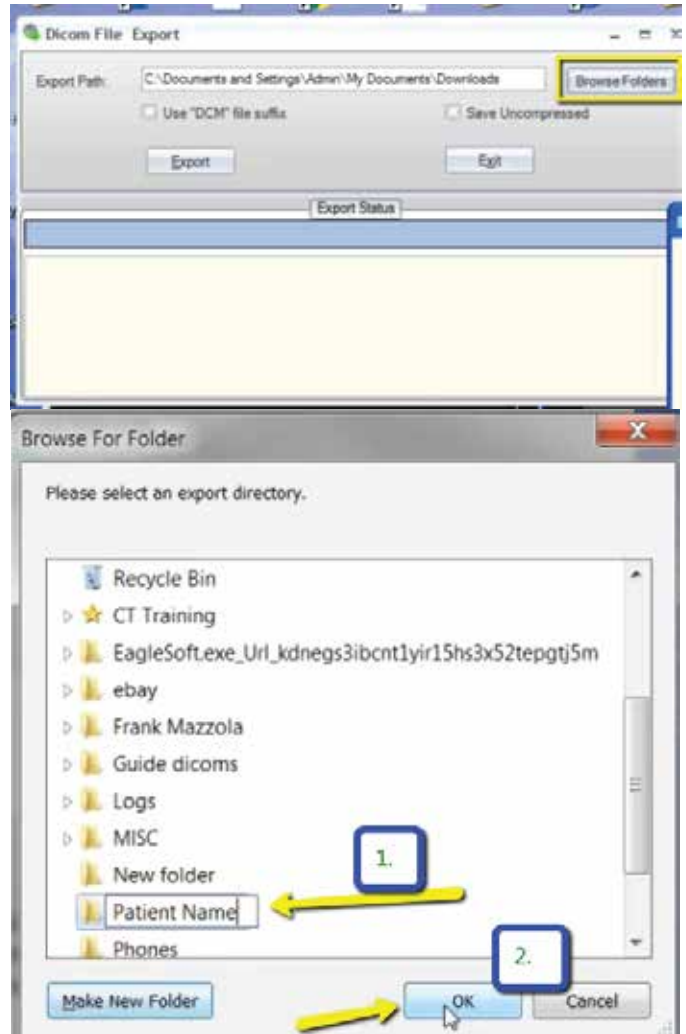 Dicom File Export
Export Path: C:\Documents and Settings\Admin\My Documents\Downloads Browse Folders
Use "DCM" file suffix Save Uncompressed
Export Exit
Export Status
Browse For Folder
Please select an export directory.
Recycle Bin
CT Training
EagleSoft.exe_Url_kdnegs3ibcnt1yir15hs3x52tepgtj5m
ebay
Frank Mazzola
Guide dicoms
Logs
MISC
1.
New folder
Patient Name
Phones
2.
Make New Folder OK Cancel